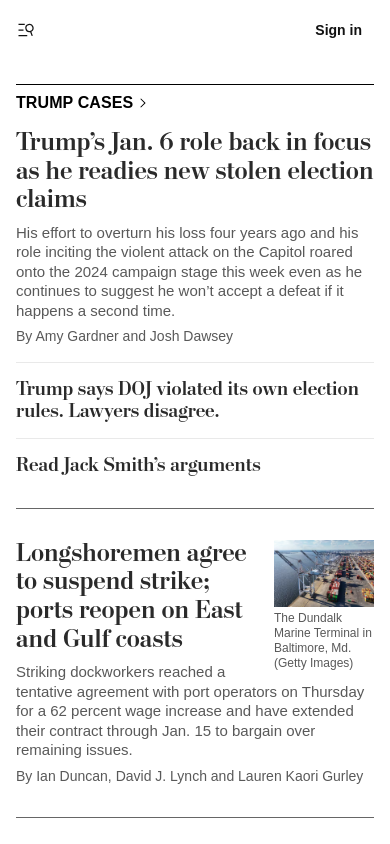 Sign in
TRUMP CASES
Trump’s Jan. 6 role back in focus
as he readies new stolen election
claims
His effort to overturn his loss four years ago and his
role inciting the violent attack on the Capitol roared
onto the 2024 campaign stage this week even as he
continues to suggest he won’t accept a defeat if it
happens a second time.
By Amy Gardner and Josh Dawsey
Trump says DOJ violated its own election
rules. Lawyers disagree.
Read Jack Smith’s arguments
Longshoremen agree
to suspend strike;
ports reopen on East
and Gulf coasts
The Dundalk
Marine Terminal in
Baltimore, Md.
(Getty Images)
Striking dockworkers reached a
tentative agreement with port operators on Thursday
for a 62 percent wage increase and have extended
their contract through Jan. 15 to bargain over
remaining issues.
By Ian Duncan, David J. Lynch and Lauren Kaori Gurley